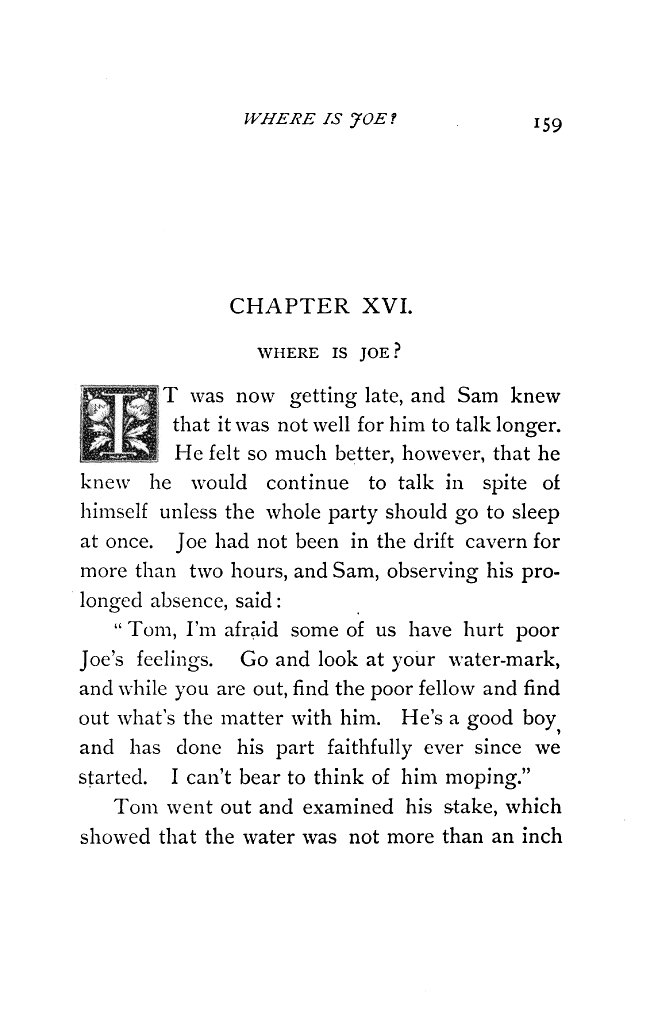 WHERE IS JOE?
159
CHAPTER XVI.
WHERE IS JOE?
IT was now getting late, and Sam knew
that it was not well for him to talk longer.
He felt so much better, however, that he
knew he would continue to talk in spite of
himself unless the whole party should go to sleep
at once. Joe had not been in the drift cavern for
more than two hours, and Sam, observing his pro-
longed absence, said:
“Tom, I'm afraid some of us have hurt poor
Joe's feelings. Go and look at your water-mark,
and while you are out, find the poor fellow and find
out what's the matter with him. He's a good boy,
and has done his part faithfully ever since we
started. I can't bear to think of him moping.”
Tom went out and examined his stake, which
showed that the water was not more than an inch